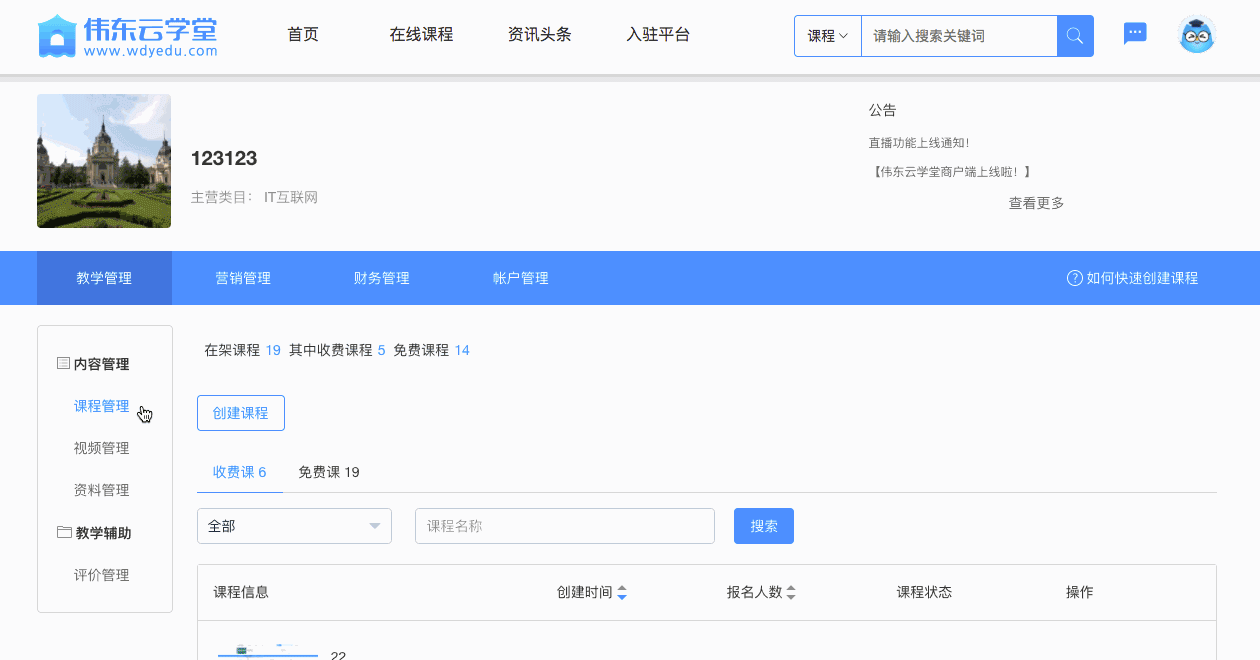 伟东云学堂
www.wdyedu.com
首页 在线课程 资讯头条 入驻平台
课程 请输入搜索关键词
公告
直播功能上线通知！
123123
【伟东云学堂商户端上线啦！】
主营类目： IT互联网
查看更多
教学管理 营销管理 财务管理 帐户管理 ?如何快速创建课程
在架课程 19 其中收费课程 5 免费课程 14
内容管理
课程管理
视频管理
资料管理
教学辅助
评价管理
创建课程
收费课 6 免费课 19
全部 课程名称 搜索
课程信息 创建时间 报名人数 课程状态 操作
22